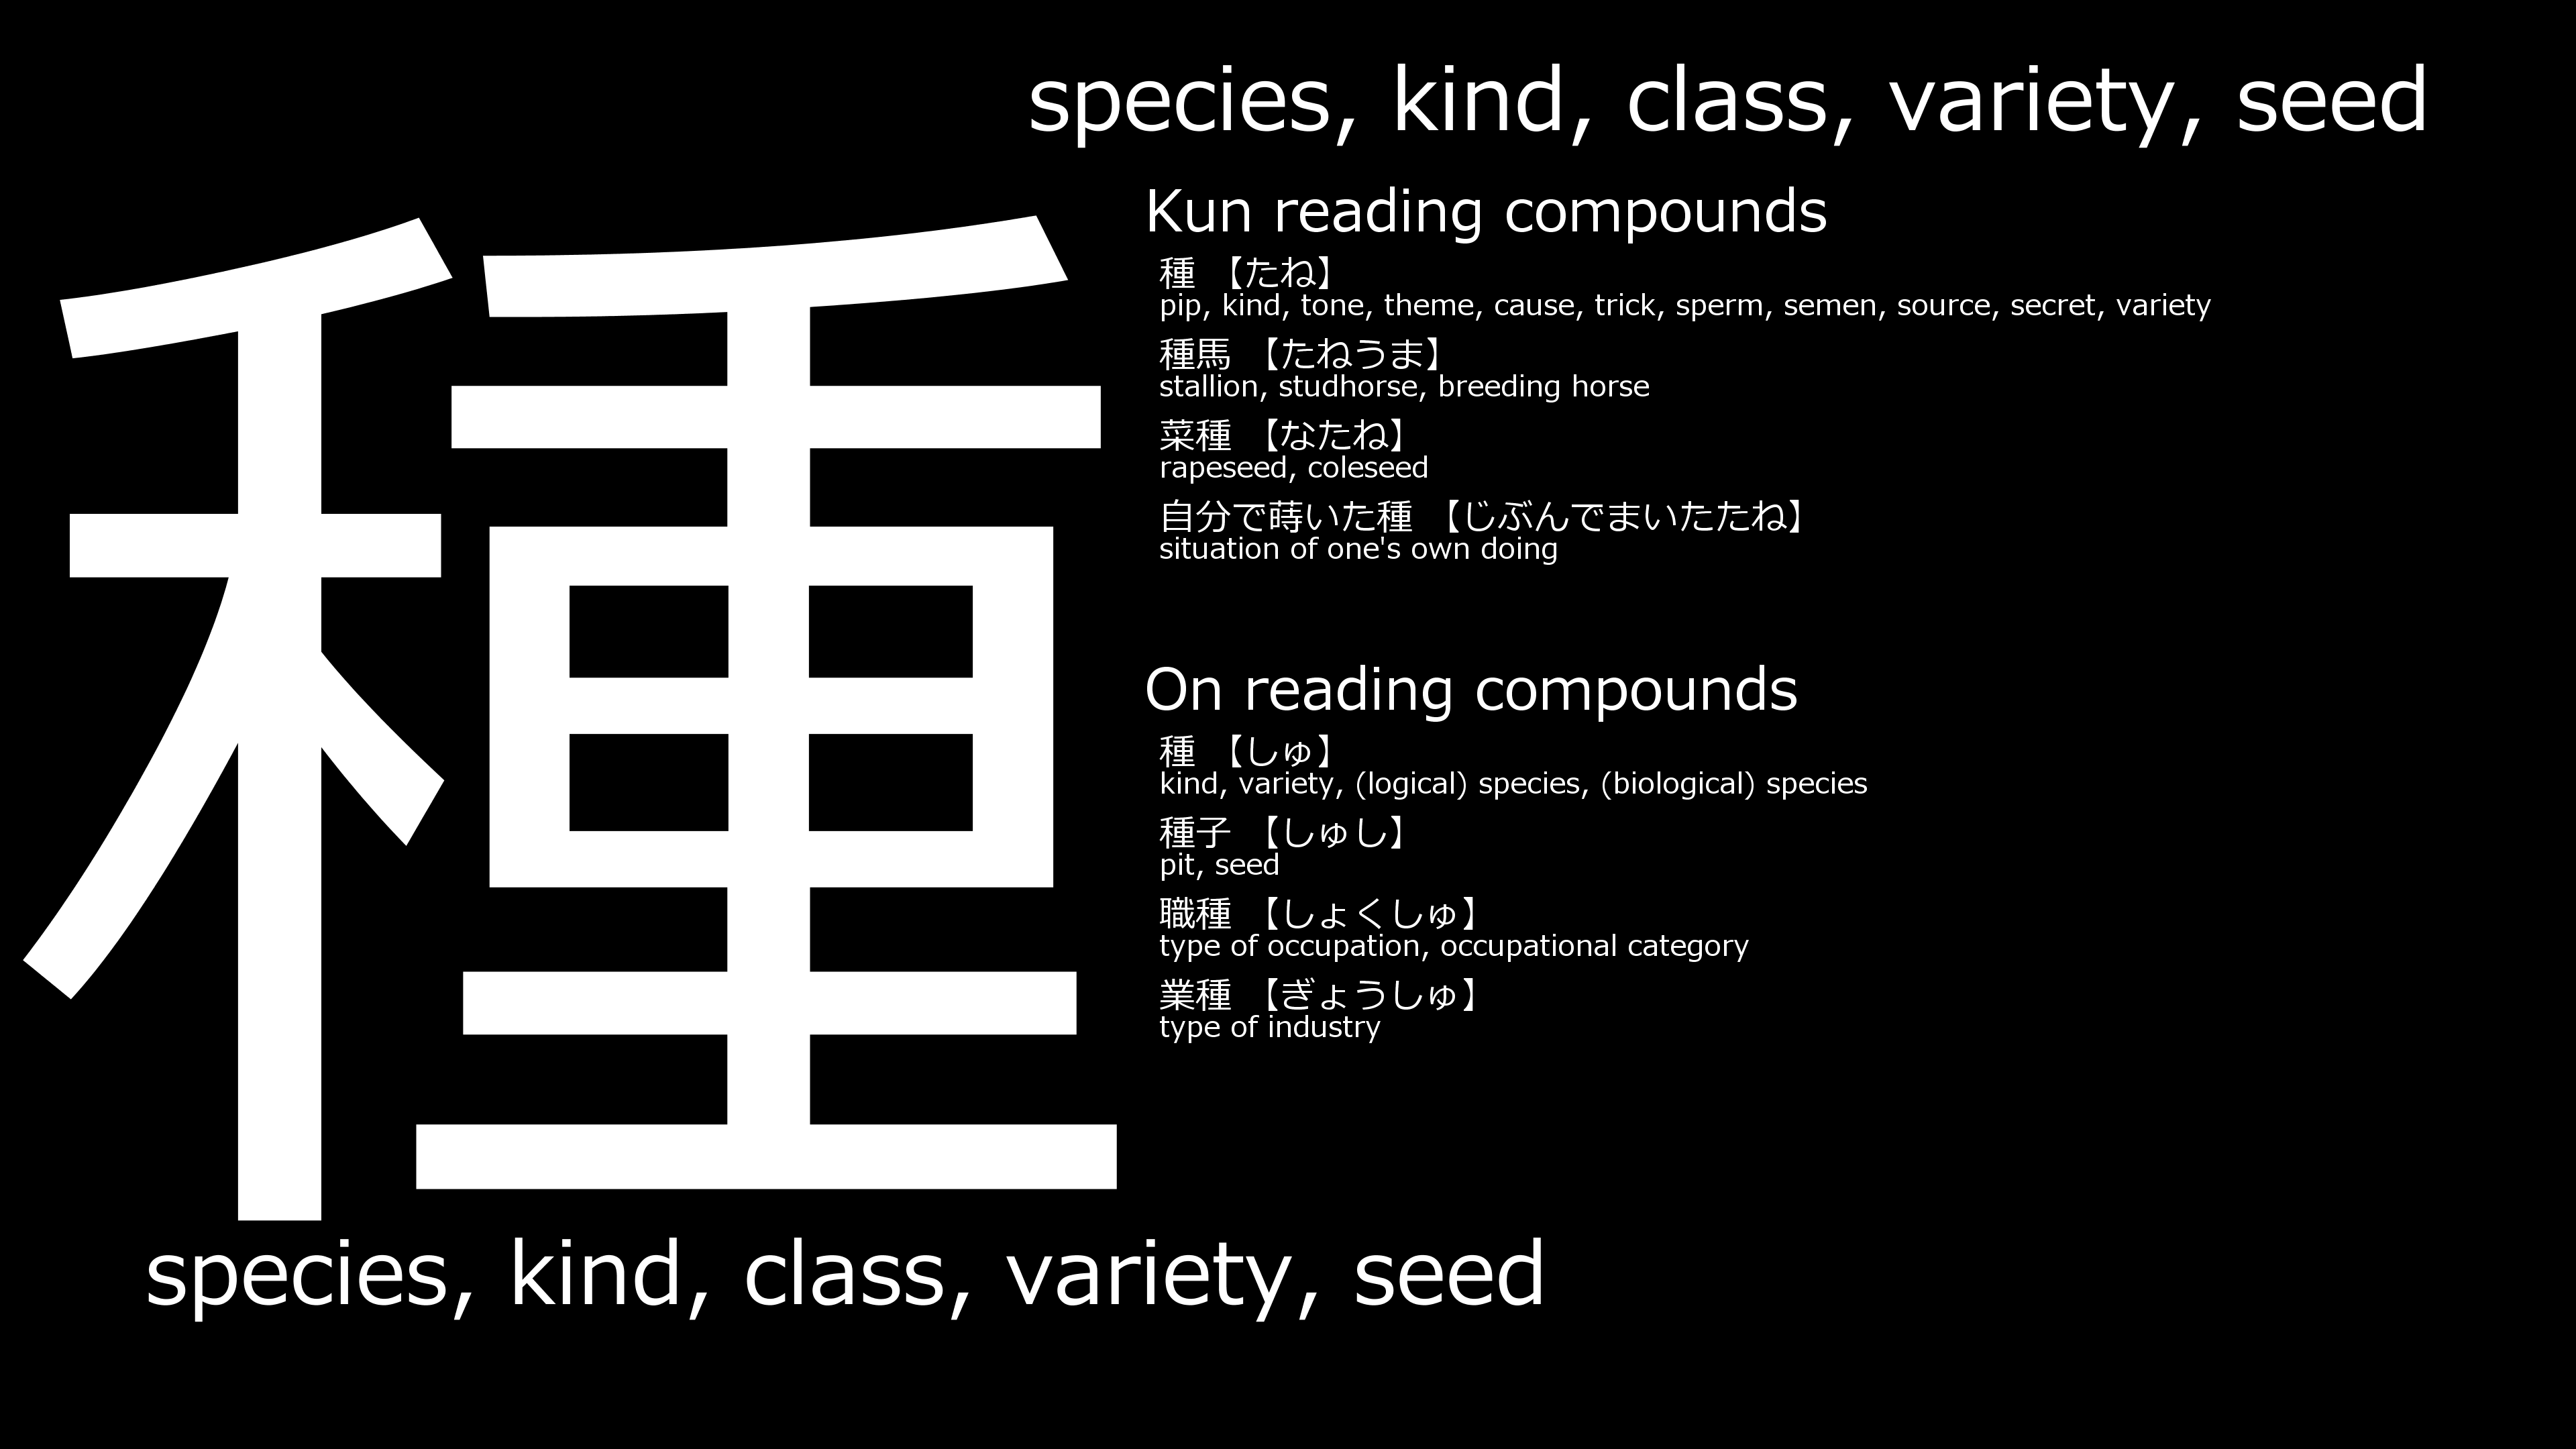 species, kind, class, variety, seed
種
Kun reading compounds
種 【たね】
pip, kind, tone, theme, cause, trick, sperm, semen, source, secret, variety
種馬 【たねうま】
stallion, studhorse, breeding horse
菜種 【なたね】
rapeseed, coleseed
自分で蒔いた種 【じぶんでまいたたね】
situation of one's own doing
On reading compounds
種 【しゅ】
kind, variety, (logical) species, (biological) species
種子 【しゅし】
pit, seed
職種 【しょくしゅ】
type of occupation, occupational category
業種 【ぎょうしゅ】
type of industry
species, kind, class, variety, seed